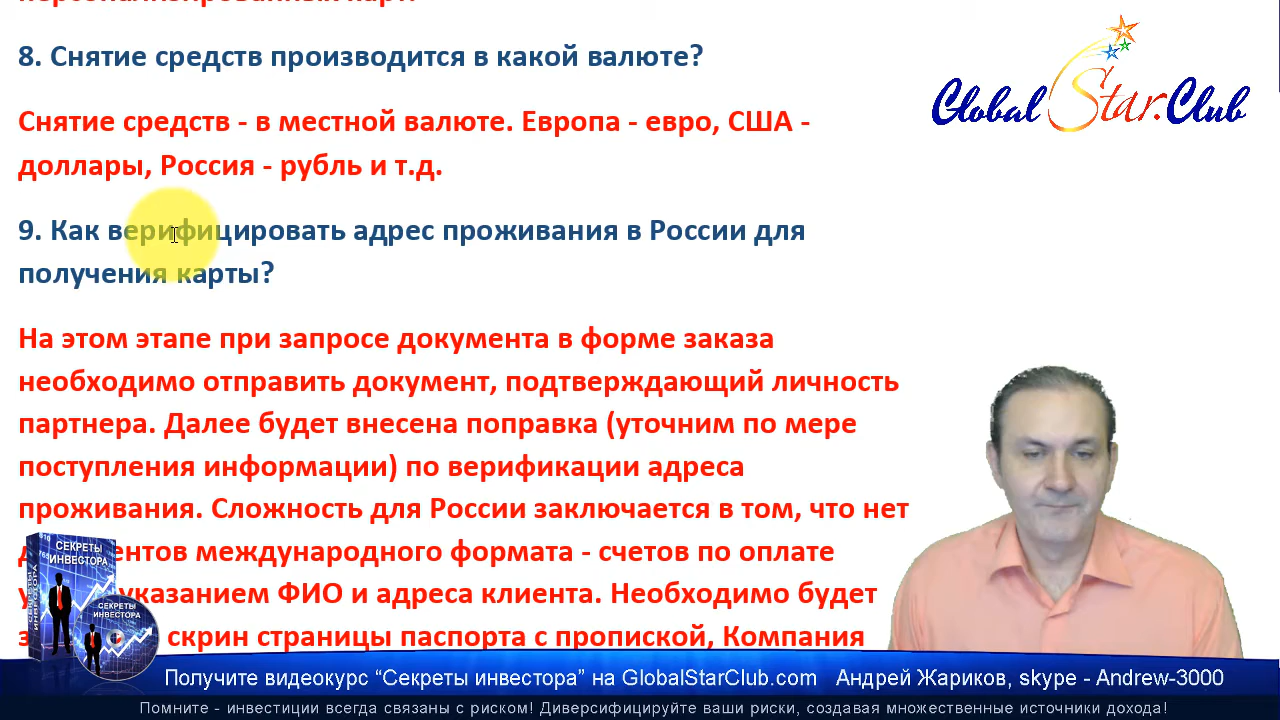 8. Снятие средств производится в какой валюте?
Global Star.Club
Снятие средств - в местной валюте. Европа - евро, США -
доллары, Россия - рубль и т.д.
9. Как верифицировать адрес проживания в России для
получения карты?
На этом этапе при запросе документа в форме заказа
необходимо отправить документ, подтверждающий личность
партнера. Далее будет внесена поправка (уточним по мере
поступления информации) по верификации адреса
проживания. Сложность для России заключается в том, что нет
международного формата - счетов по оплате
указанием ФИО и адреса клиента. Необходимо будет
скрин страницы паспорта с пропиской, Компания
СЕКРЕТЫ
ИНВЕСТОРА
СЕКРЕТЫ
ИНВЕСТОРА
СЕКРЕТЫ
ИНВЕСТОРА
Получите видеокурс “Секреты инвестора” на GlobalStarClub.com Андрей Жариков, skype - Andrew-3000
Помните - инвестиции всегда связаны с риском! Диверсифицируйте ваши риски, создавая множественные источники дохода!